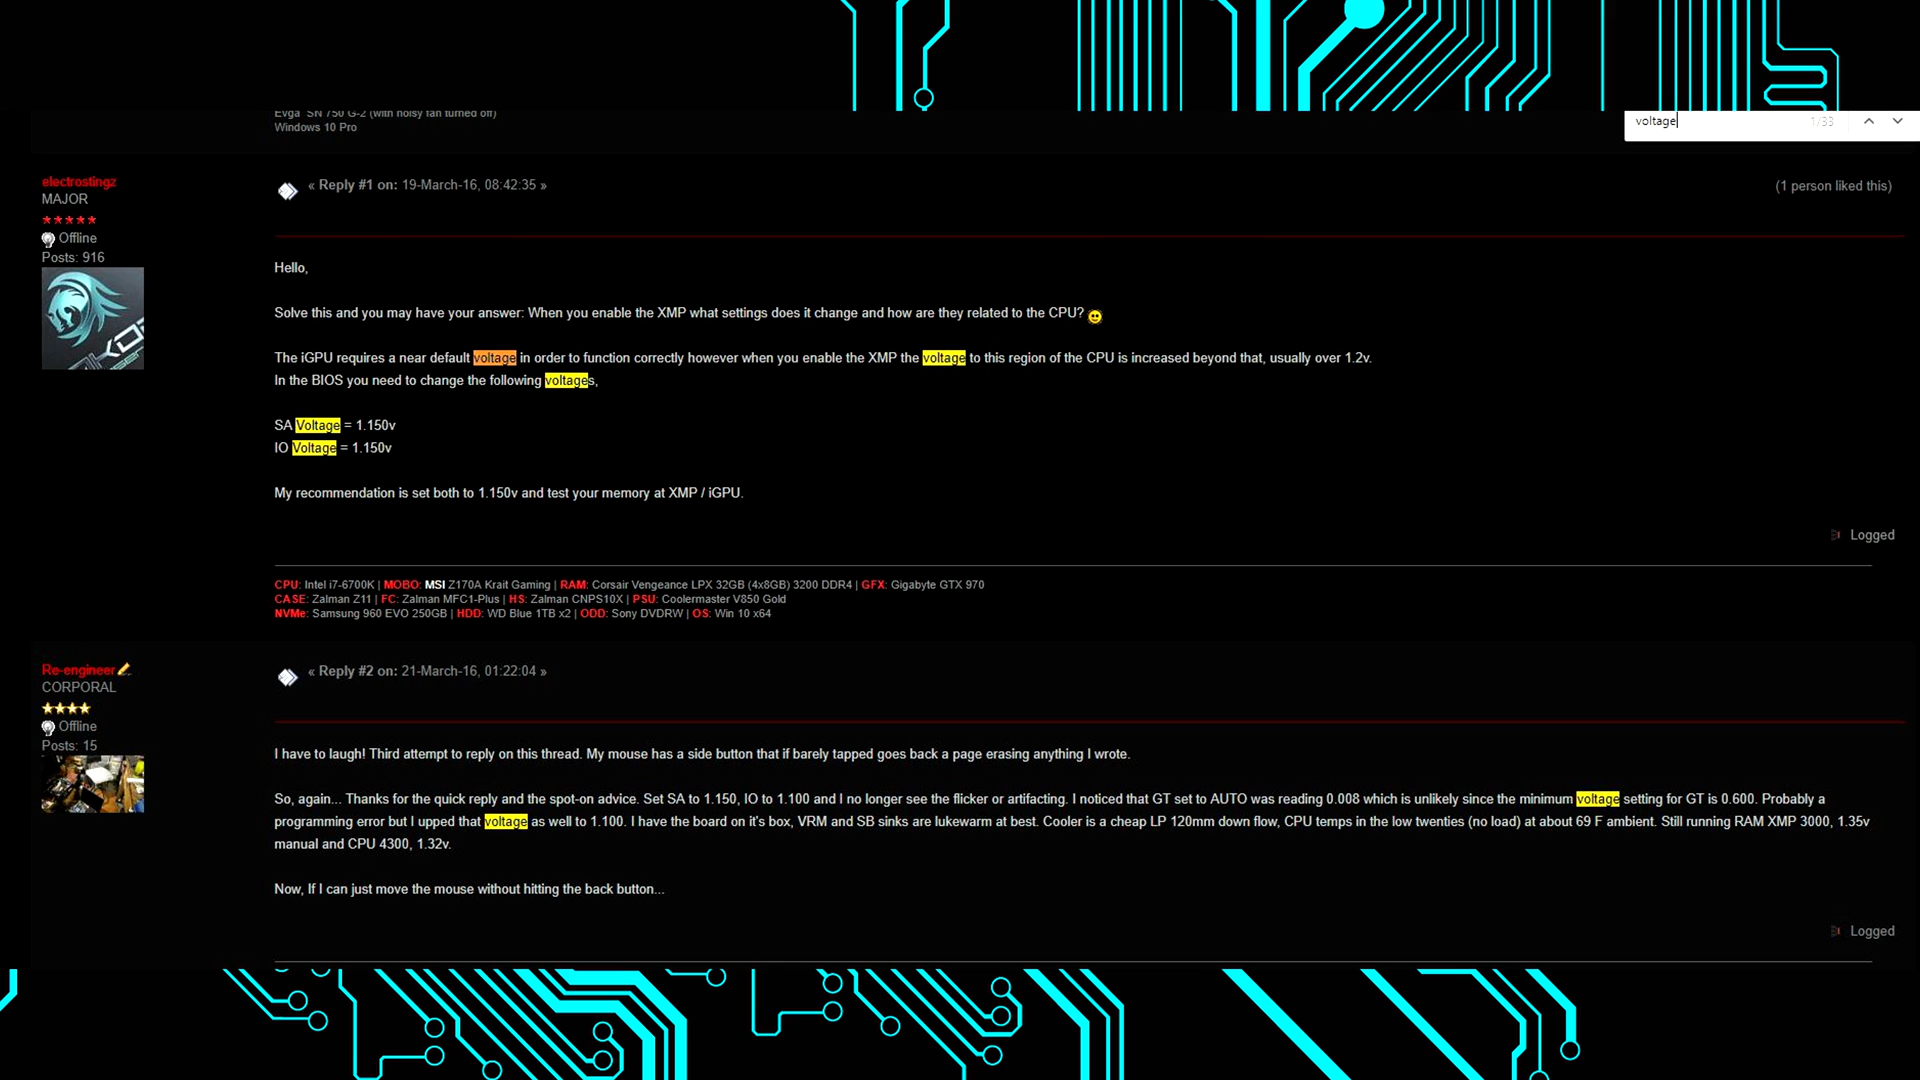 Evga SN 750 G-2 (with noisy fan turned off)
Windows 10 Pro
voltage 1/33
electrostingz
MAJOR
Offline
Posts: 916
« Reply #1 on: 19-March-16, 08:42:35 »
(1 person liked this)
Hello,
Solve this and you may have your answer: When you enable the XMP what settings does it change and how are they related to the CPU?
The iGPU requires a near default voltage in order to function correctly however when you enable the XMP the voltage to this region of the CPU is increased beyond that, usually over 1.2v.
In the BIOS you need to change the following voltages,
SA Voltage = 1.150v
IO Voltage = 1.150v
My recommendation is set both to 1.150v and test your memory at XMP / iGPU.
Logged
CPU: Intel i7-6700K | MOBO: MSI Z170A Krait Gaming | RAM: Corsair Vengeance LPX 32GB (4x8GB) 3200 DDR4 | GFX: Gigabyte GTX 970
CASE: Zalman Z11 | FC: Zalman MFC1-Plus | HS: Zalman CNPS10X | PSU: Coolermaster V850 Gold
NVMe: Samsung 960 EVO 250GB | HDD: WD Blue 1TB x2 | ODD: Sony DVDRW | OS: Win 10 x64
Re-engineer
CORPORAL
Offline
Posts: 15
« Reply #2 on: 21-March-16, 01:22:04 »
I have to laugh! Third attempt to reply on this thread. My mouse has a side button that if barely tapped goes back a page erasing anything I wrote.
So, again... Thanks for the quick reply and the spot-on advice. Set SA to 1.150, IO to 1.100 and I no longer see the flicker or artifacting. I noticed that GT set to AUTO was reading 0.008 which is unlikely since the minimum voltage setting for GT is 0.600. Probably a
programming error but I upped that voltage as well to 1.100. I have the board on it's box, VRM and SB sinks are lukewarm at best. Cooler is a cheap LP 120mm down flow, CPU temps in the low twenties (no load) at about 69 F ambient. Still running RAM XMP 3000, 1.35v
manual and CPU 4300, 1.32v.
Now, If I can just move the mouse without hitting the back button...
Logged